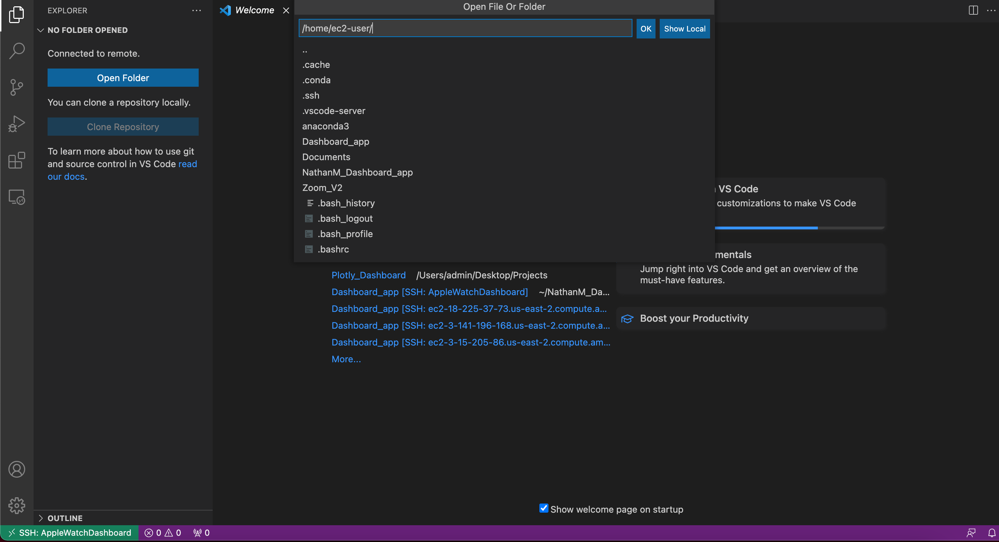 EXPLORER
NO FOLDER OPENED
Connected to remote.
Open Folder
You can clone a repository locally.
Clone Repository
To learn more about how to use git
and source control in VS Code read
our docs.
OUTLINE
Welcome
Open File Or Folder
/home/ec2-user/
OK
Show Local
..
.cache
.conda
.ssh
.vscode-server
anaconda3
Dashboard_app
Documents
NathanM_Dashboard_app
Zoom_V2
.bash_history
.bash_logout
.bash_profile
.bashrc
Plotly_Dashboard /Users/admin/Desktop/Projects
Dashboard_app [SSH: AppleWatchDashboard] ~/NathanM_Da...
Dashboard_app [SSH: ec2-18-225-37-73.us-east-2.compute.a...
Dashboard_app [SSH: ec2-3-141-196-168.us-east-2.compute.a...
Dashboard_app [SSH: ec2-3-15-205-86.us-east-2.compute.am...
More...
VS Code
customizations to make VS Code
mentals
Jump right into VS Code and get an overview of the
must-have features.
Boost your Productivity
Show welcome page on startup
SSH: AppleWatchDashboard 0 0 0